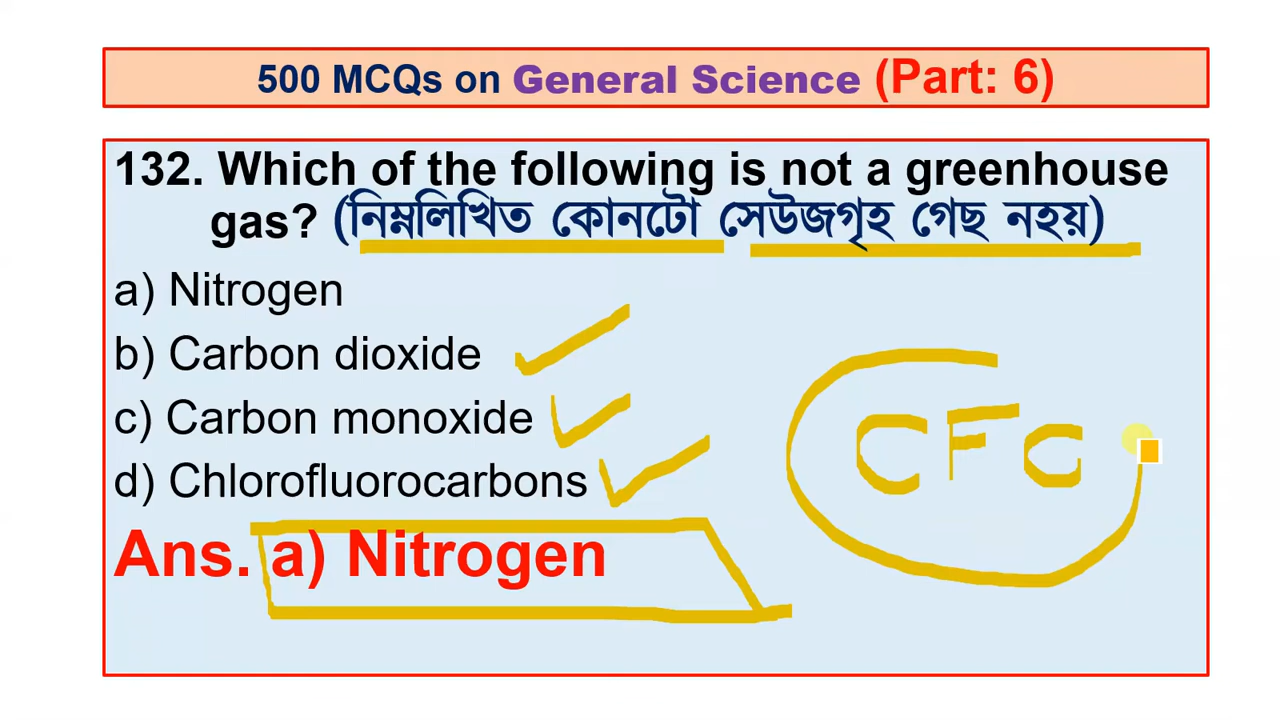 500 MCQs on General Science (Part: 6)
132. Which of the following is not a greenhouse
gas? (নিম্নলিখিত কোনটো সেউজগৃহ গেছ নহয়)
a) Nitrogen
b) Carbon dioxide
c) Carbon monoxide
d) Chlorofluorocarbons
CFC
Ans. a) Nitrogen